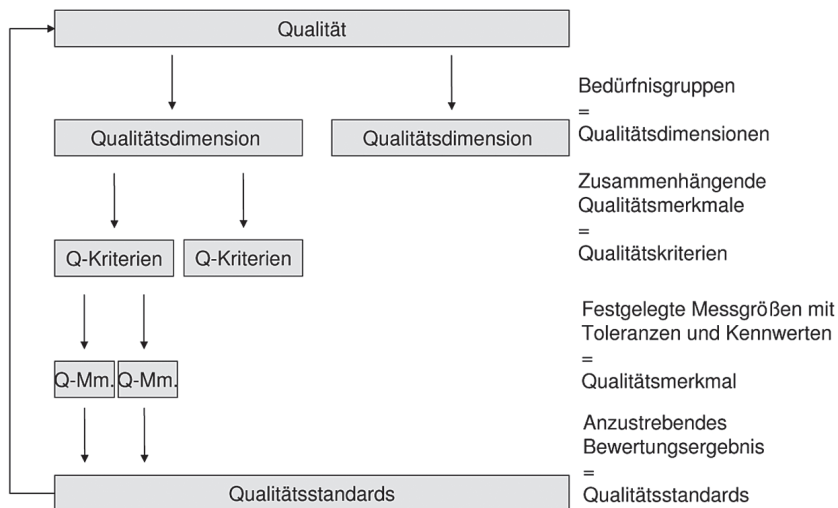 Qualität
Bedürfnisgruppen
=
Qualitätsdimensionen
Qualitätsdimension
Qualitätsdimension
Zusammenhängende
Qualitätsmerkmale
=
Qualitätskriterien
Q-Kriterien
Q-Kriterien
Festgelegte Messgrößen mit
Toleranzen und Kennwerten
=
Qualitätsmerkmal
Q-Mm.
Q-Mm.
Anzustrebendes
Bewertungsergebnis
=
Qualitätsstandards
Qualitätsstandards